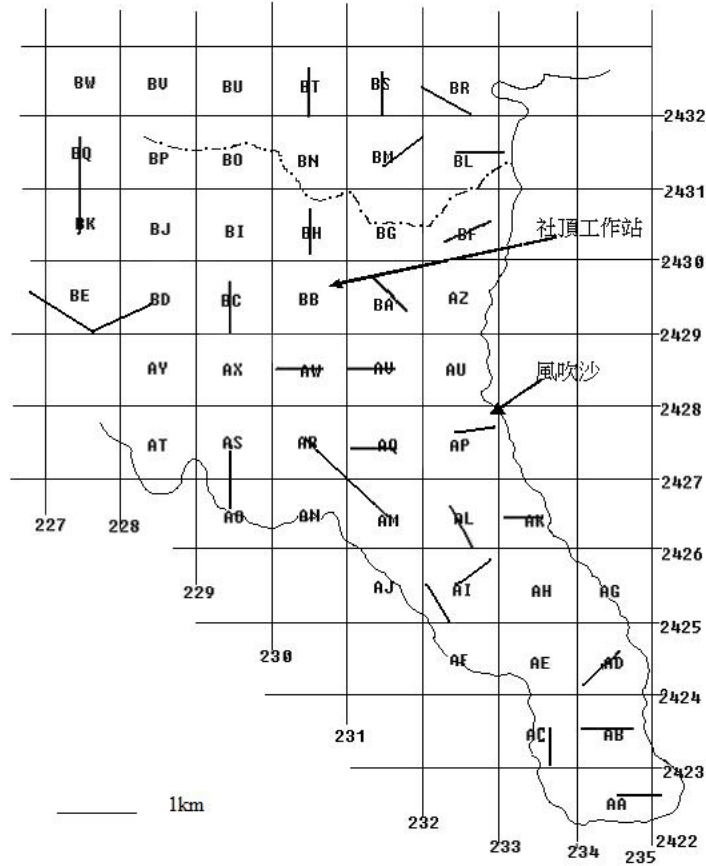 BW BV BU BT BS BR
2432
BQ BP BO BN BM BL
2431
BK BJ BI BH BG BF
社頂工作站
2430
BE BD BC BB BA AZ
2429
AY AX AW AV AU
風吹沙
2428
AT AS AR AQ AP
2427
227 228 AO AN AM AL AK
2426
229 AJ AI AH AG
2425
230 AF AE AD
2424
231 AC AB
2423
1km
AA
232 233 234 235 2422